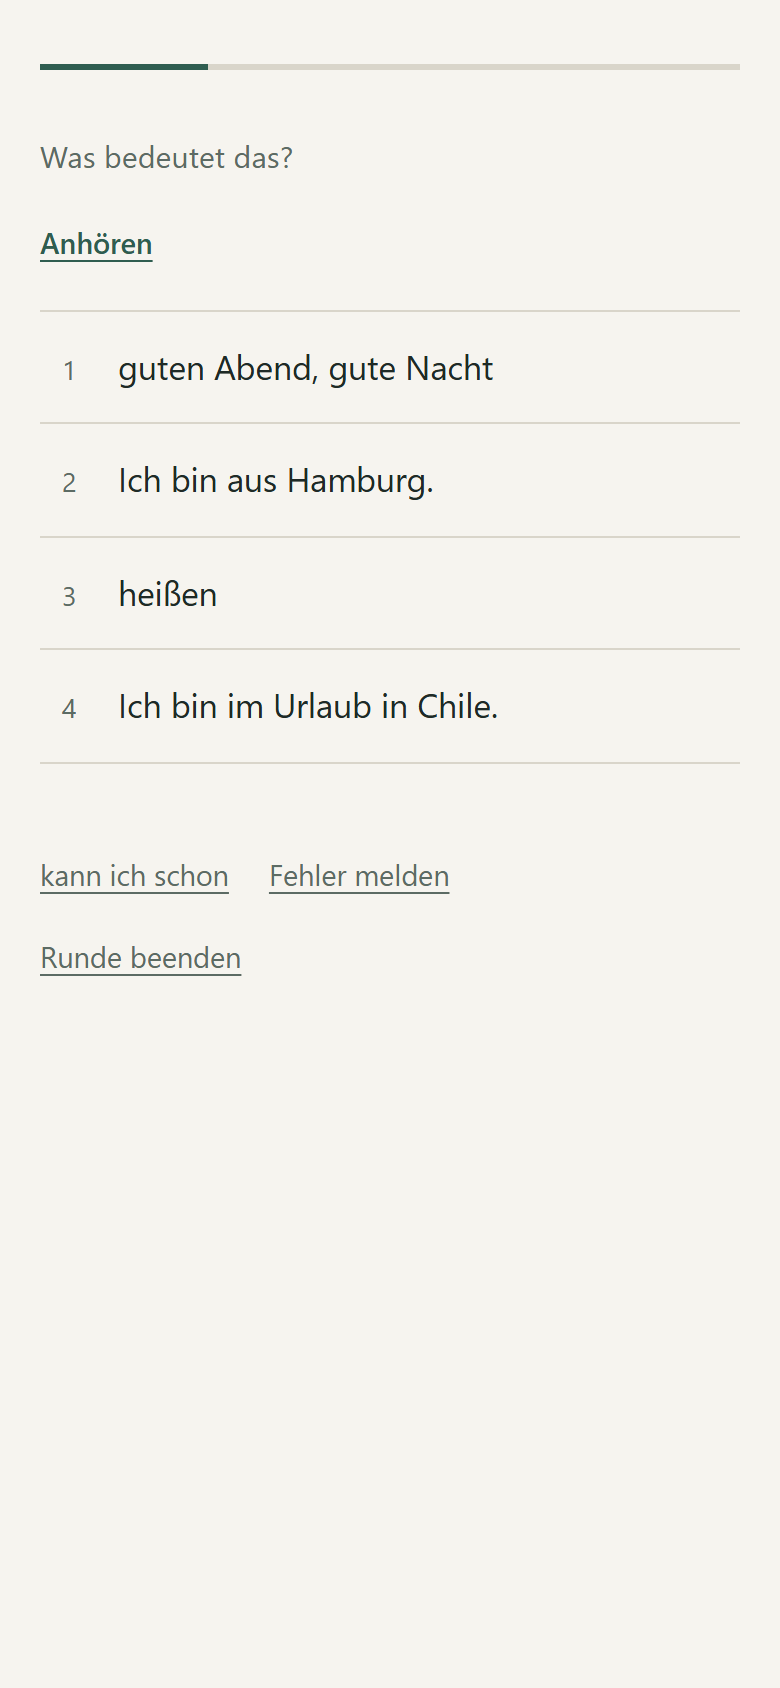 Was bedeutet das?
Anhören
1 guten Abend, gute Nacht
2 Ich bin aus Hamburg.
3 heißen
4 Ich bin im Urlaub in Chile.
kann ich schon Fehler melden
Runde beenden